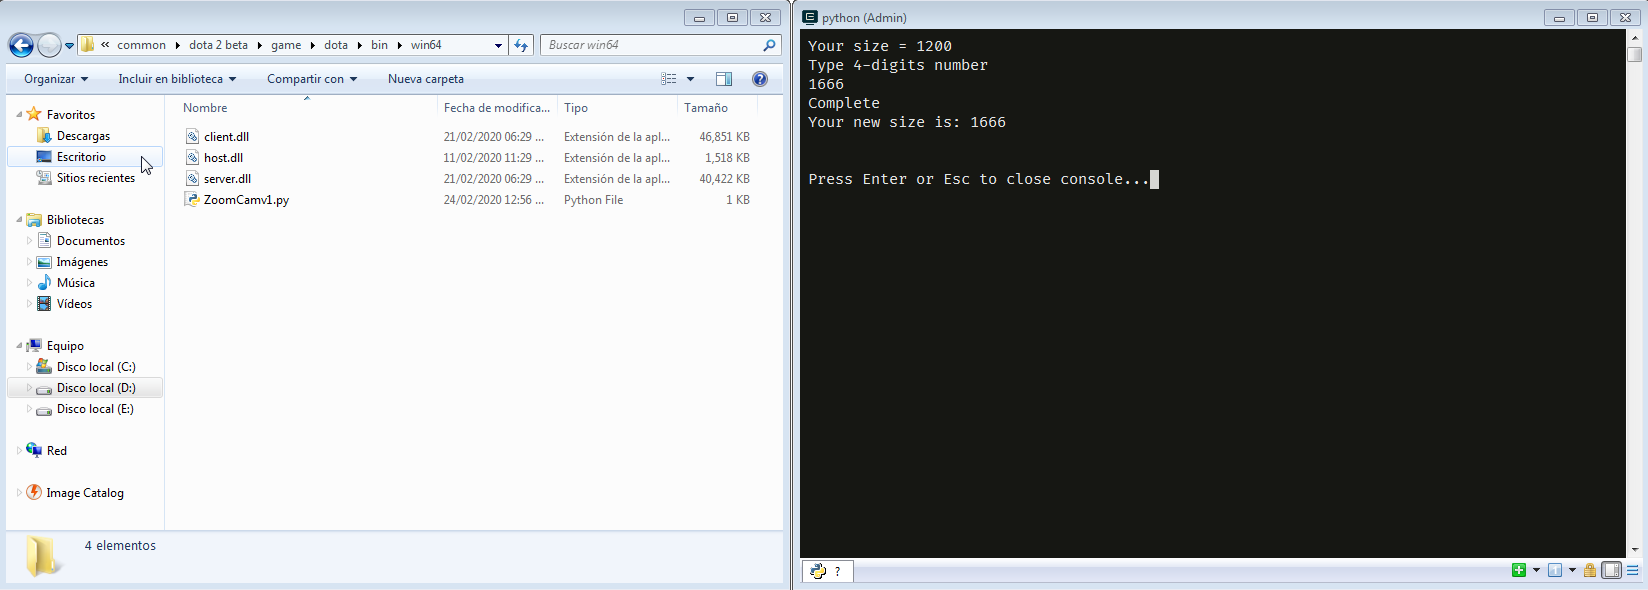 « common ▸ dota 2 beta ▸ game ▸ dota ▸ bin ▸ win64
Buscar win64
Organizar Incluir en biblioteca Compartir con Nueva carpeta
Favoritos
Descargas
Escritorio
Sitios recientes
Bibliotecas
Documentos
Imágenes
Música
Vídeos
Equipo
Disco local (C:)
Disco local (D:)
Disco local (E:)
Red
Image Catalog
Nombre Fecha de modifica... Tipo Tamaño
client.dll 21/02/2020 06:29 ... Extensión de la apl... 46,851 KB
host.dll 11/02/2020 11:29 ... Extensión de la apl... 1,518 KB
server.dll 21/02/2020 06:29 ... Extensión de la apl... 40,422 KB
ZoomCamv1.py 24/02/2020 12:56 ... Python File 1 KB
4 elementos
python (Admin)
Your size = 1200
Type 4-digits number
1666
Complete
Your new size is: 1666
Press Enter or Esc to close console...
?